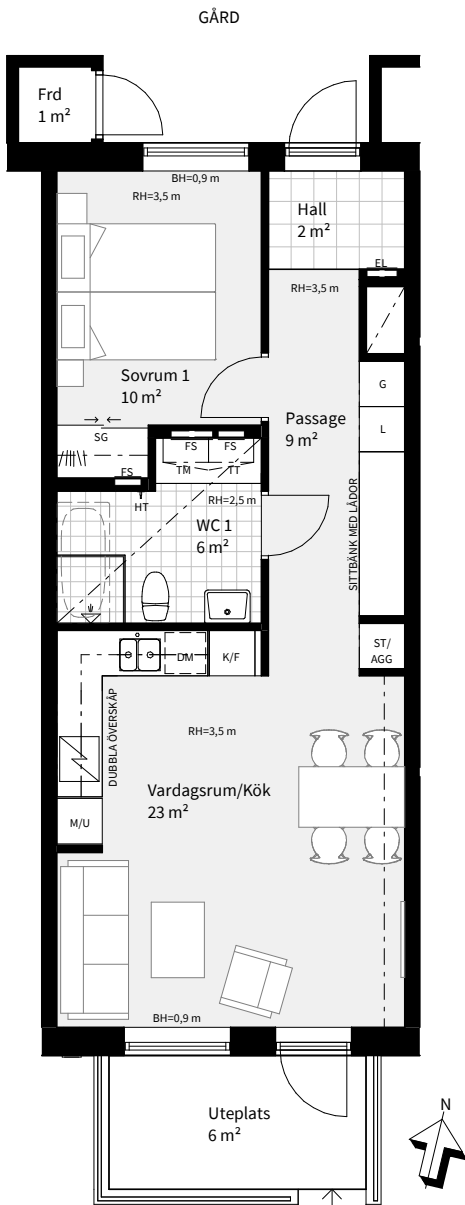 GÅRD
Frd
1 m²
BH=0,9 m
RH=3,5 m
Hall
2 m²
EL
RH=3,5 m
Sovrum 1
10 m²
G
L
Passage
9 m²
SG
FS
FS
FS
TM
TT
HT
RH=2,5 m
WC 1
6 m²
SITTBÄNK MED LÅDOR
ST/
AGG
DM
K/F
DUBBLA ÖVERSKÅP
RH=3,5 m
Vardagsrum/Kök
23 m²
M/U
BH=0,9 m
Uteplats
6 m²
N